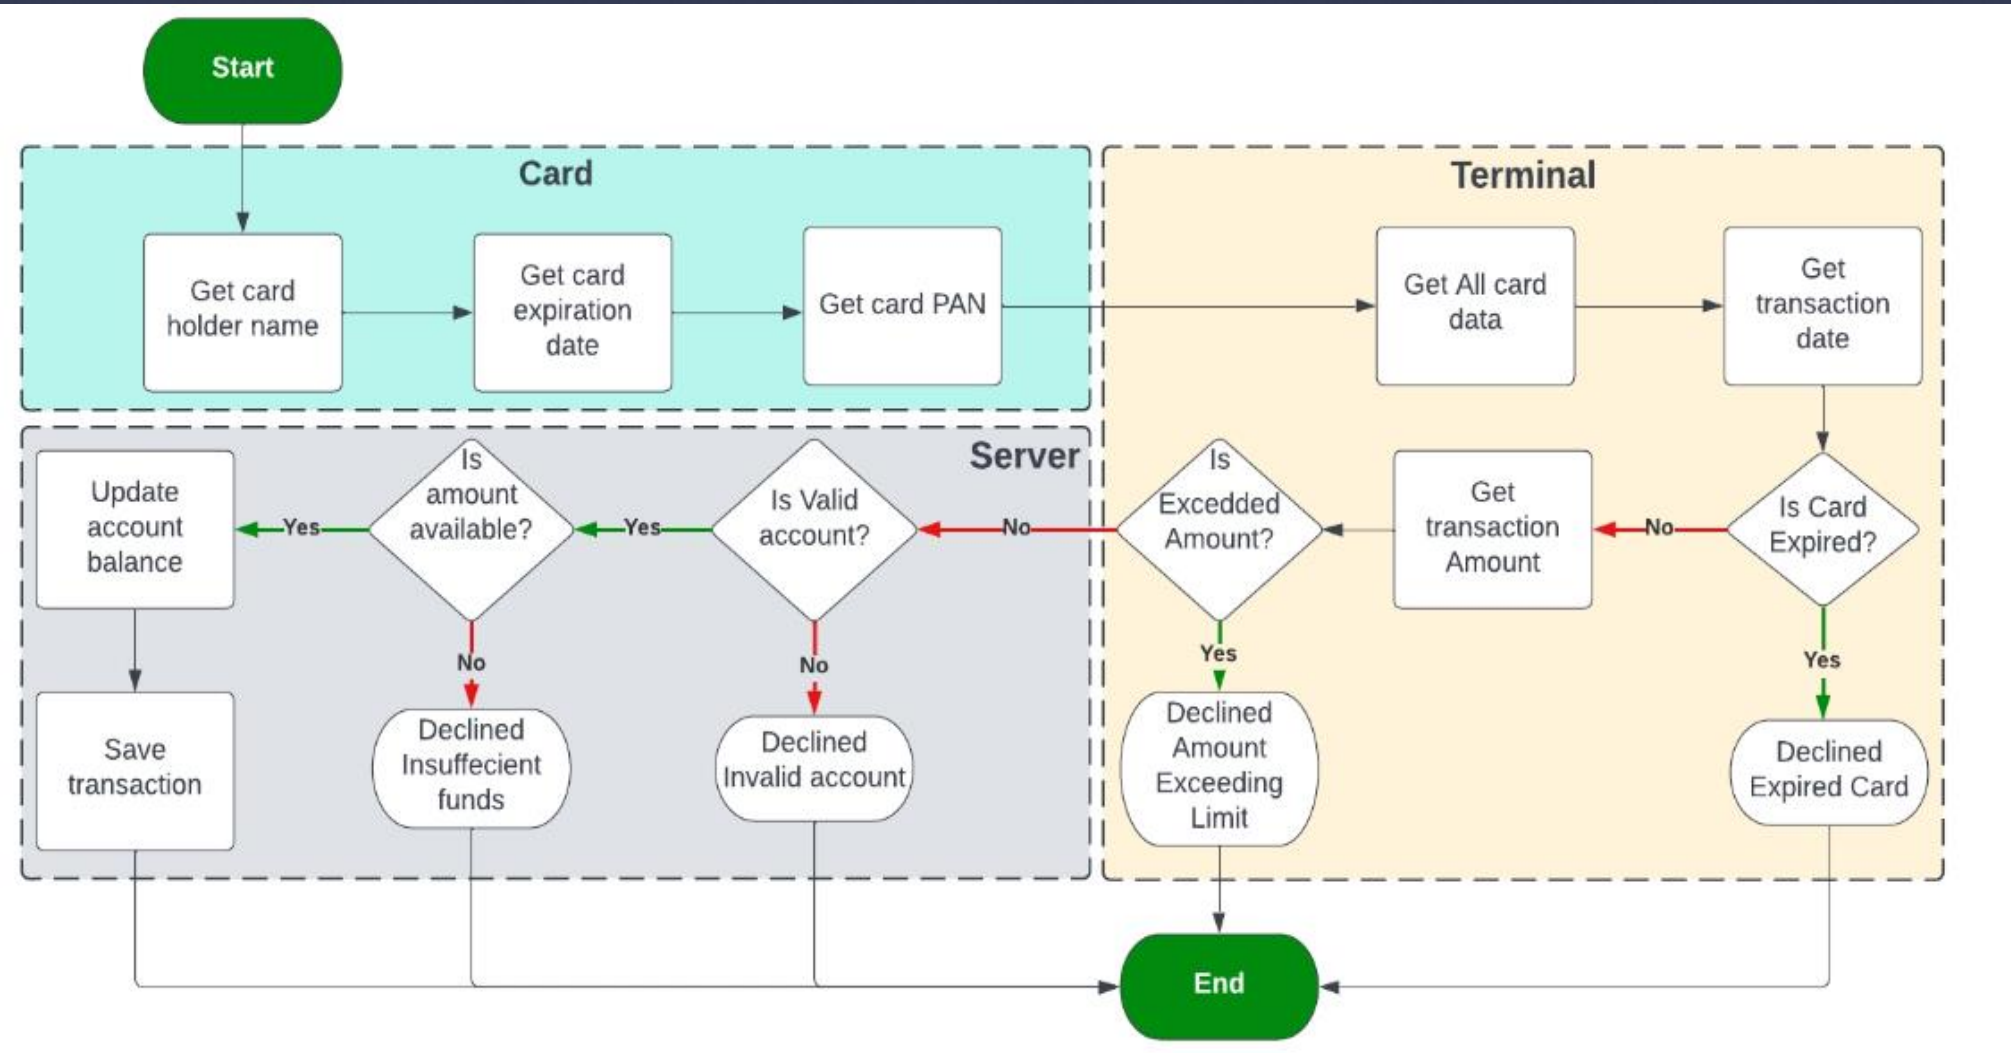 Start
Card
Get card
holder name
Get card
expiration
date
Get card PAN
Terminal
Get All card
data
Get
transaction
date
Is Card
Expired?
No
Yes
Declined
Expired Card
Get
transaction
Amount
Is
Excedded
Amount?
No
Yes
Declined
Amount
Exceeding
Limit
Server
Is Valid
account?
Yes
No
Declined
Invalid account
Is
amount
available?
Yes
No
Declined
Insuffecient
funds
Update
account
balance
Save
transaction
End